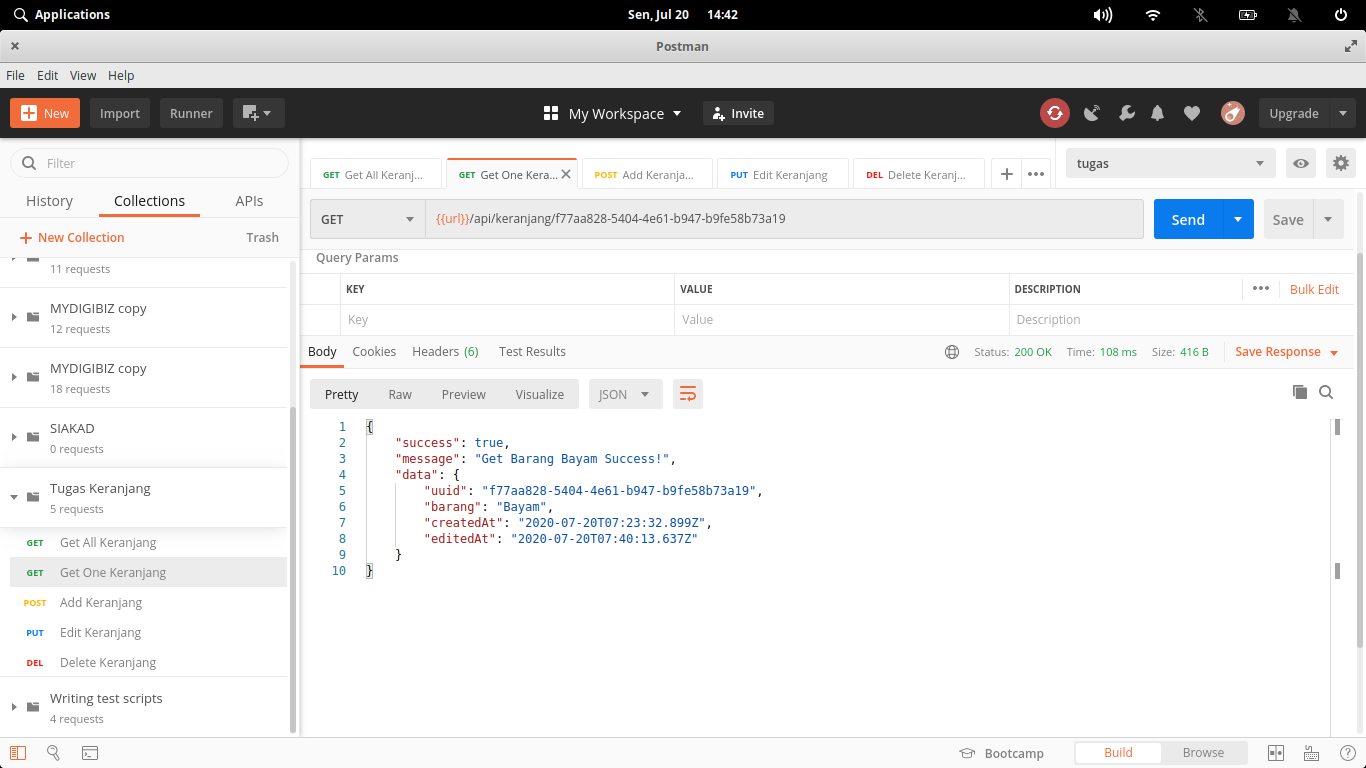 Applications
Sen, Jul 20 14:42
Postman
File Edit View Help
New Import Runner My Workspace Invite Upgrade
Filter
History Collections APIs
New Collection Trash
11 requests
MYDIGIBIZ copy
12 requests
MYDIGIBIZ copy
18 requests
SIAKAD
0 requests
Tugas Keranjang
5 requests
GET Get All Keranjang
GET Get One Keranjang
POST Add Keranjang
PUT Edit Keranjang
DEL Delete Keranjang
Writing test scripts
4 requests
GET Get All Keranj... GET Get One Kera... POST Add Keranja... PUT Edit Keranjang DEL Delete Keranj... tugas
GET {{url}}/api/keranjang/f77aa828-5404-4e61-b947-b9fe58b73a19 Send Save
Query Params
KEY VALUE DESCRIPTION Bulk Edit
Key Value Description
Body Cookies Headers (6) Test Results Status: 200 OK Time: 108 ms Size: 416 B Save Response
Pretty Raw Preview Visualize JSON
1 {
2 "success": true,
3 "message": "Get Barang Bayam Success!",
4 "data": {
5 "uuid": "f77aa828-5404-4e61-b947-b9fe58b73a19",
6 "barang": "Bayam",
7 "createdAt": "2020-07-20T07:23:32.899Z",
8 "editedAt": "2020-07-20T07:40:13.637Z"
9 }
10 }
Bootcamp Build Browse